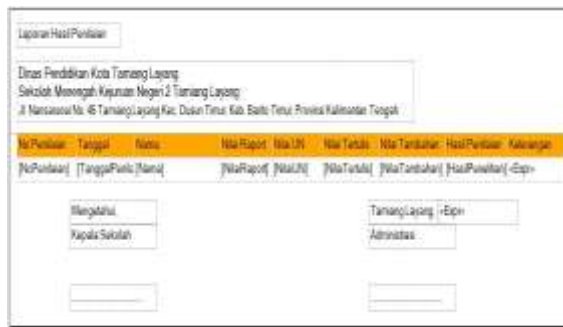 Laporan Hasil Penilaian
Dinas Pendidikan Kota Tamiang Layang
Sekolah Menengah Kejuruan Negeri 2 Tamiang Layang
Jl. Nansarunai No. 46 Tamiang Layang Kec. Dusun Timur. Kab. Barito Timur, Provinsi Kalimantan Tengah
No Penilaian Tanggal Nama Nilai Raport Nilai UN Nilai Tertulis Nilai Tambahan Hasil Penilaian Keterangan
[NoPenilaian] [TanggalPenila [Nama] [NilaiRaport] [NilaiUN] [NilaiTertulis] [NilaiTambahan] [HasilPenilaian] «Expr»
Mengetahui, Tamiang Layang, «Expr»
Kepala Sekolah Administrasi